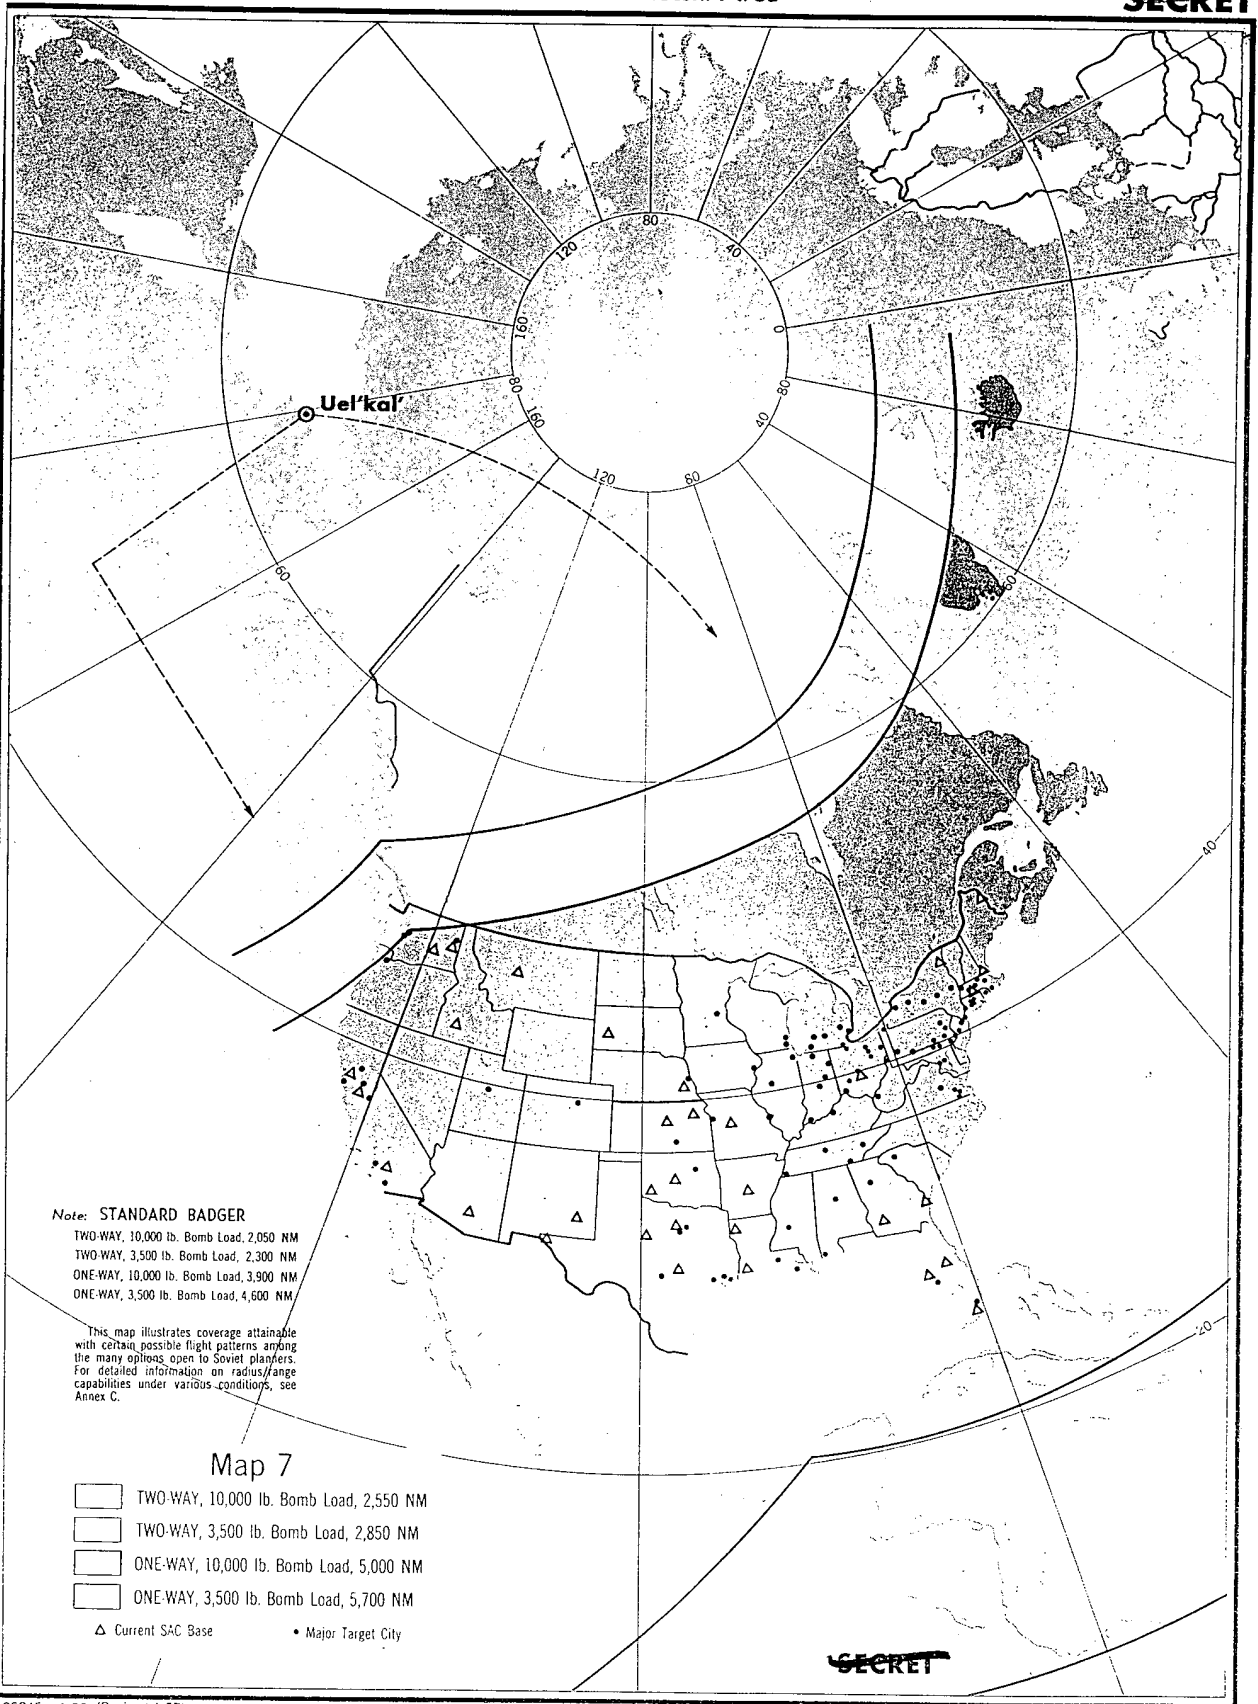 SECRET
80
120
40
160
0
80
80
Uel'kal'
160
40
120
60
60
60
40
Note: STANDARD BADGER
TWO-WAY, 10,000 lb. Bomb Load, 2,050 NM
TWO-WAY, 3,500 lb. Bomb Load, 2,300 NM
ONE-WAY, 10,000 lb. Bomb Load, 3,900 NM
ONE-WAY, 3,500 lb. Bomb Load, 4,600 NM
20
This map illustrates coverage attainable
with certain possible flight patterns among
the many options open to Soviet planners.
For detailed information on radius/range
capabilities under various conditions, see
Annex C.
Map 7
TWO-WAY, 10,000 lb. Bomb Load, 2,550 NM
TWO-WAY, 3,500 lb. Bomb Load, 2,850 NM
ONE-WAY, 10,000 lb. Bomb Load, 5,000 NM
ONE-WAY, 3,500 lb. Bomb Load, 5,700 NM
Current SAC Base
Major Target City
SECRET